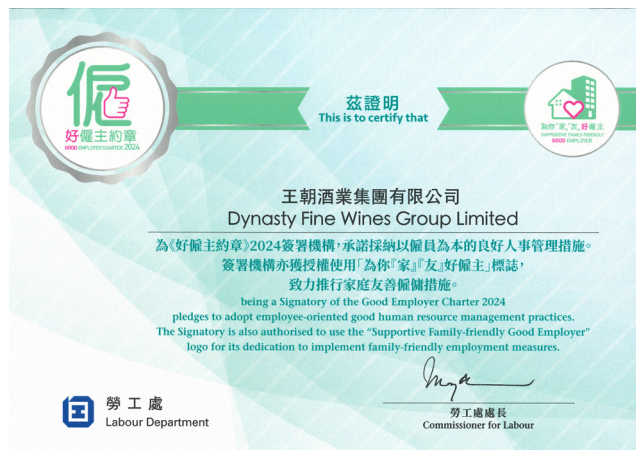 僱
好僱主約章
GOOD EMPLOYER CHARTER 2024
茲證明
This is to certify that
為你『家』『友』好僱主
SUPPORTIVE FAMILY-FRIENDLY
GOOD EMPLOYER
王朝酒業集團有限公司
Dynasty Fine Wines Group Limited
為《好僱主約章》2024簽署機構，承諾採納以僱員為本的良好人事管理措施。
簽署機構亦獲授權使用「為你『家』『友』好僱主」標誌，
致力推行家庭友善僱傭措施。
being a Signatory of the Good Employer Charter 2024
pledges to adopt employee-oriented good human resource management practices.
The Signatory is also authorised to use the “Supportive Family-friendly Good Employer”
logo for its dedication to implement family-friendly employment measures.
勞工處
Labour Department
勞工處處長
Commissioner for Labour